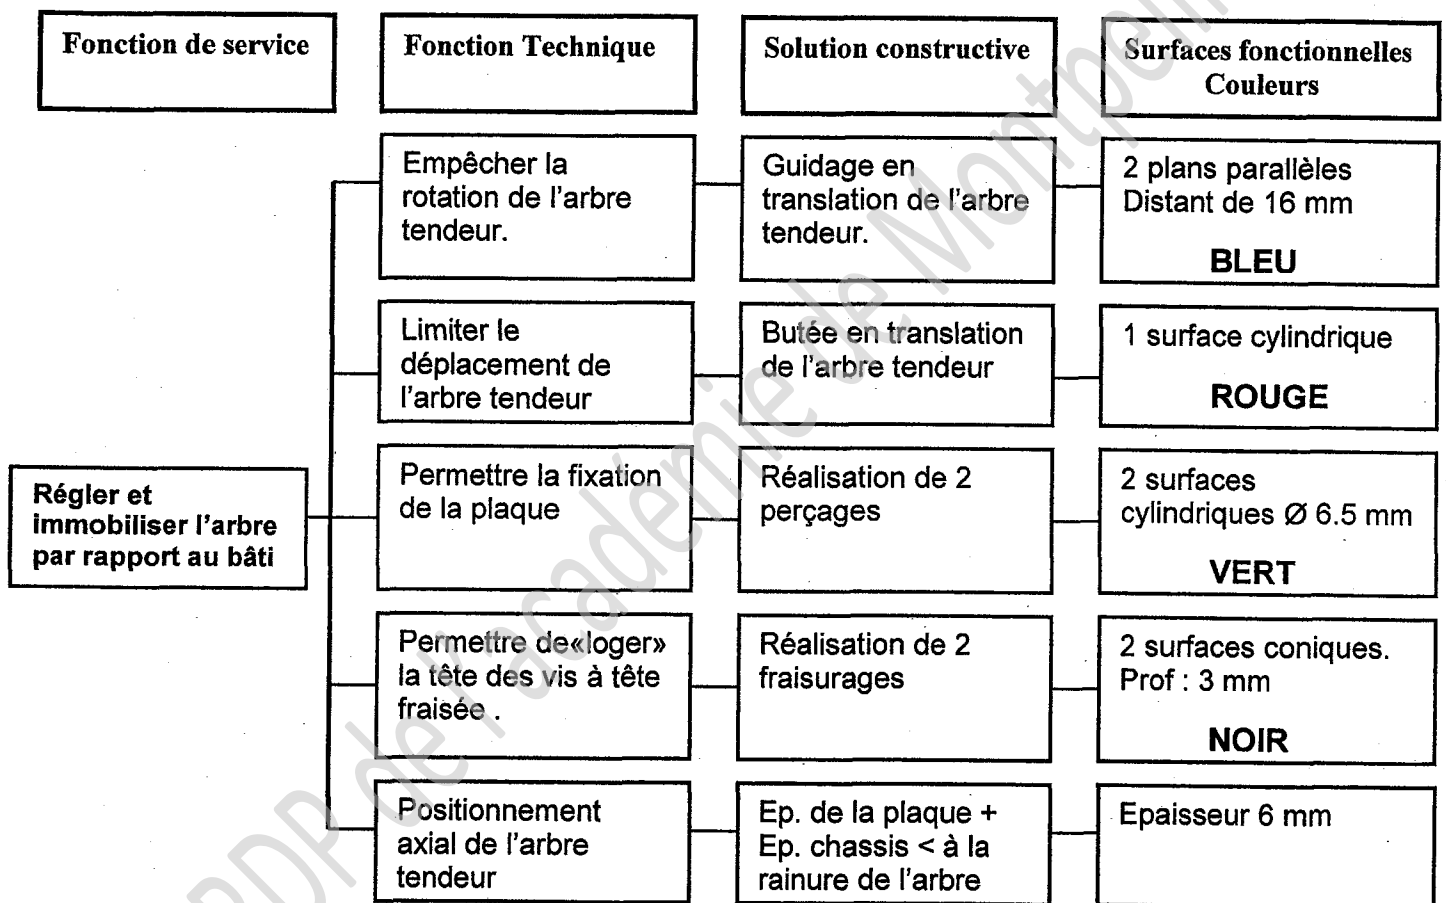 Fonction de service
Fonction Technique
Solution constructive
Surfaces fonctionnelles
Couleurs
Empêcher la
rotation de l'arbre
tendeur.
Guidage en
translation de l'arbre
tendeur.
2 plans parallèles
Distant de 16 mm
BLEU
Limiter le
déplacement de
l'arbre tendeur
Butée en translation
de l'arbre tendeur
1 surface cylindrique
ROUGE
Régler et
immobiliser l'arbre
par rapport au bâti
Permettre la fixation
de la plaque
Réalisation de 2
perçages
2 surfaces
cylindriques Ø 6.5 mm
VERT
Permettre de«loger»
la tête des vis à tête
fraisée .
Réalisation de 2
fraisurages
2 surfaces coniques.
Prof : 3 mm
NOIR
Positionnement
axial de l'arbre
tendeur
Ep. de la plaque +
Ep. chassis < à la
rainure de l'arbre
Epaisseur 6 mm
DP de l'académie de Montpell